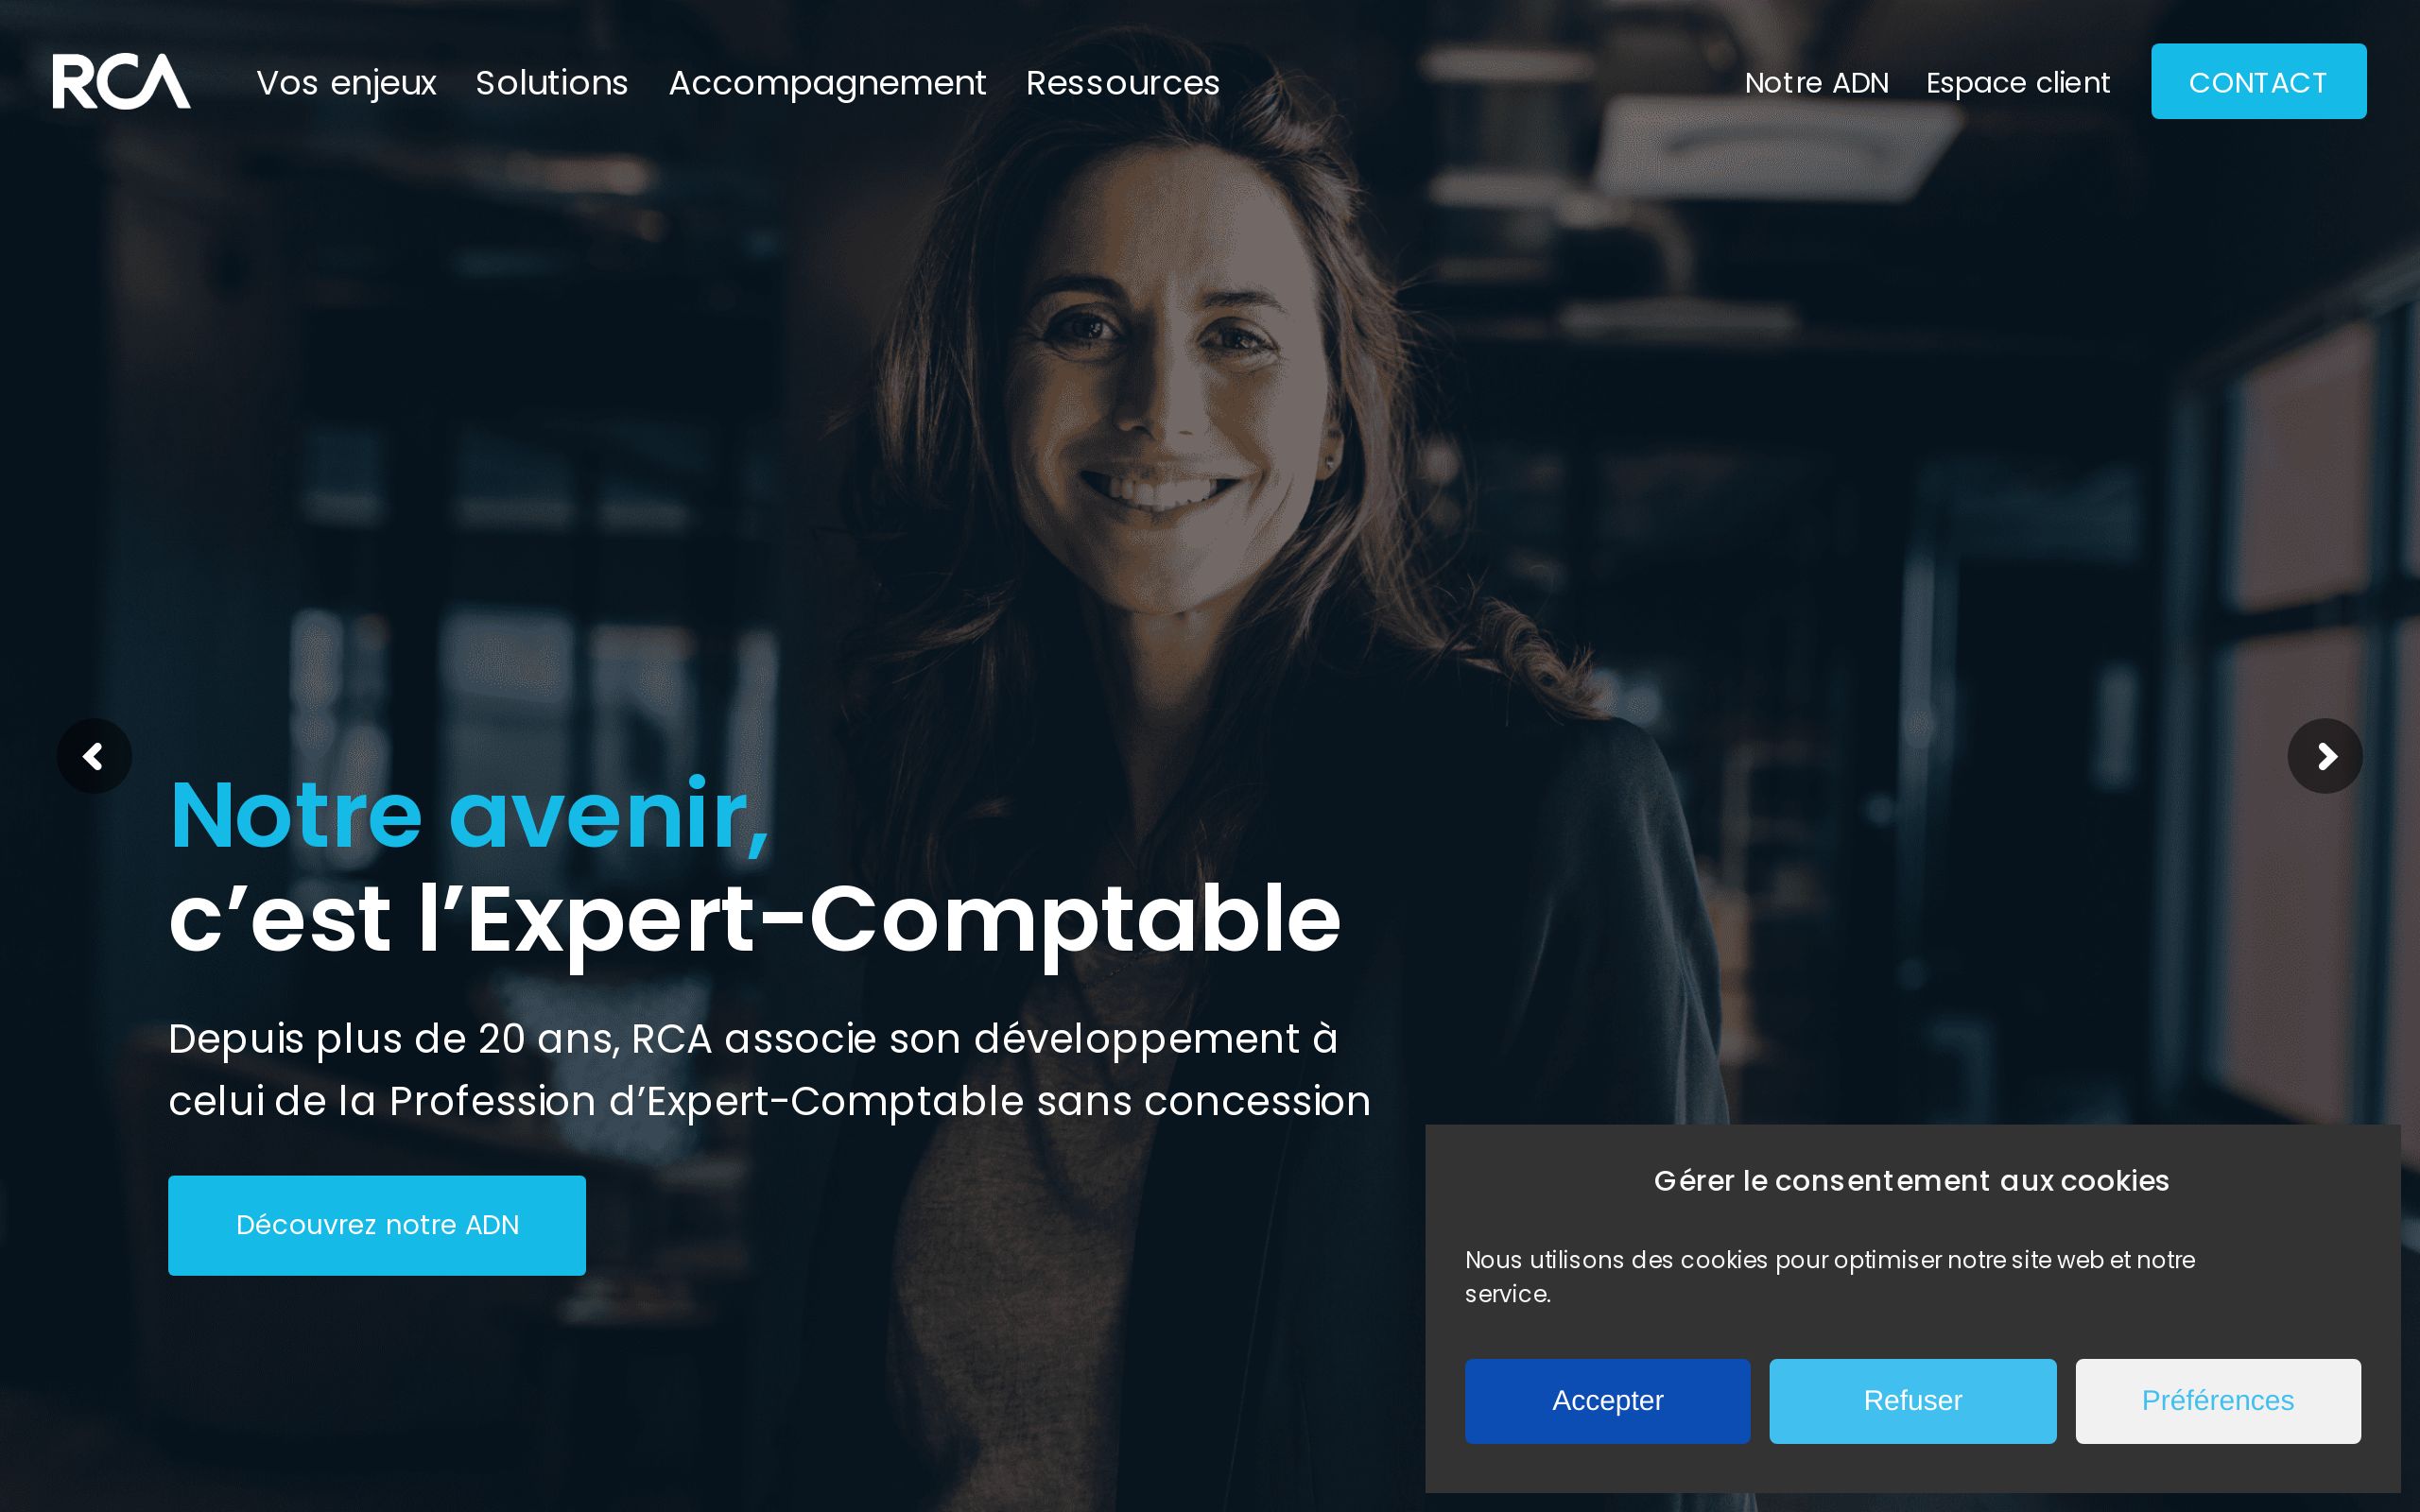 RCA
Vos enjeux
Solutions
Accompagnement
Ressources
Notre ADN
Espace client
CONTACT
Notre avenir,
c’est l’Expert-Comptable
Depuis plus de 20 ans, RCA associe son développement à
celui de la Profession d’Expert-Comptable sans concession
Découvrez notre ADN
Gérer le consentement aux cookies
Nous utilisons des cookies pour optimiser notre site web et notre
service.
Accepter
Refuser
Préférences